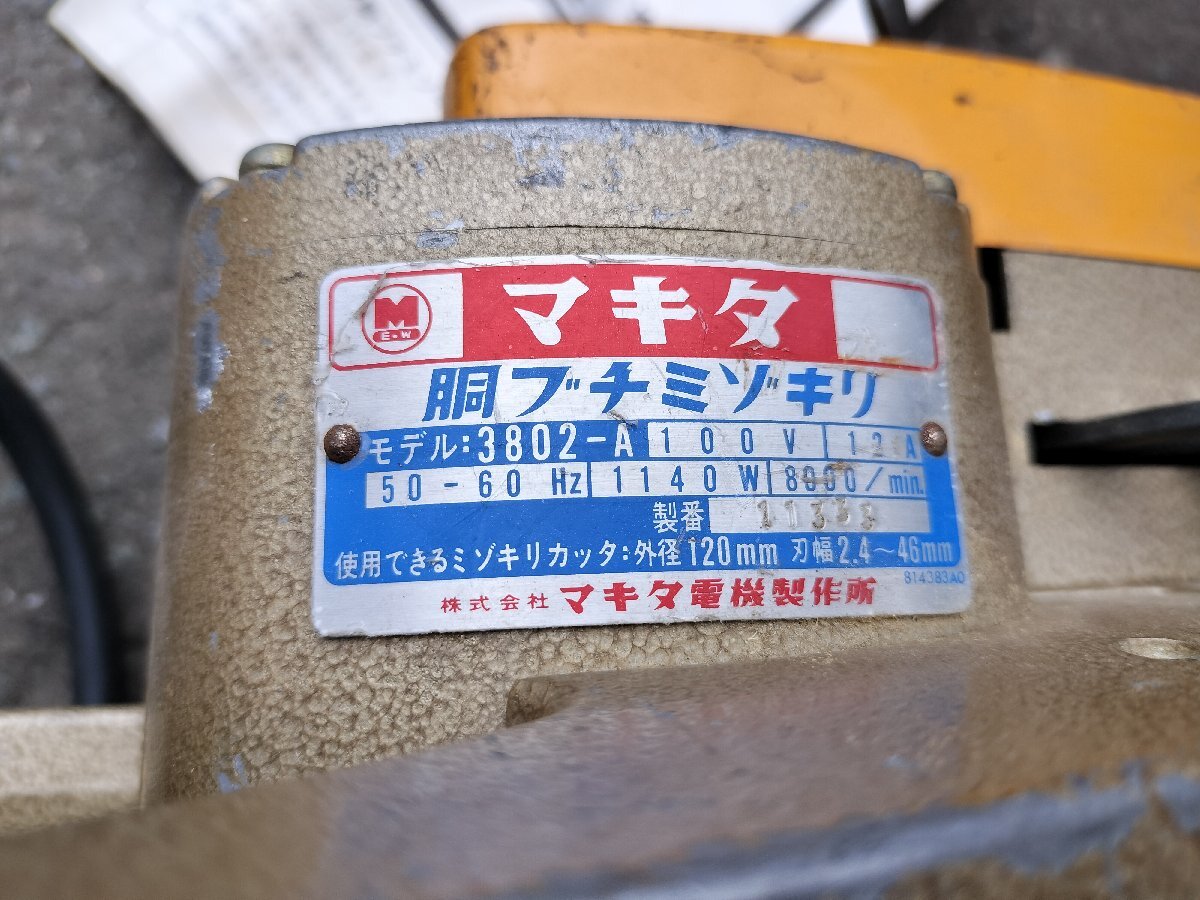 M
E・W
マキタ
胴ブチミゾキリ
モデル:3802-A 100V 12A
50-60Hz 1140W 8000/min.
製番 11333
使用できるミゾキリカッタ:外径120mm 刃幅2.4～46mm
814383A0
株式会社 マキタ電機製作所